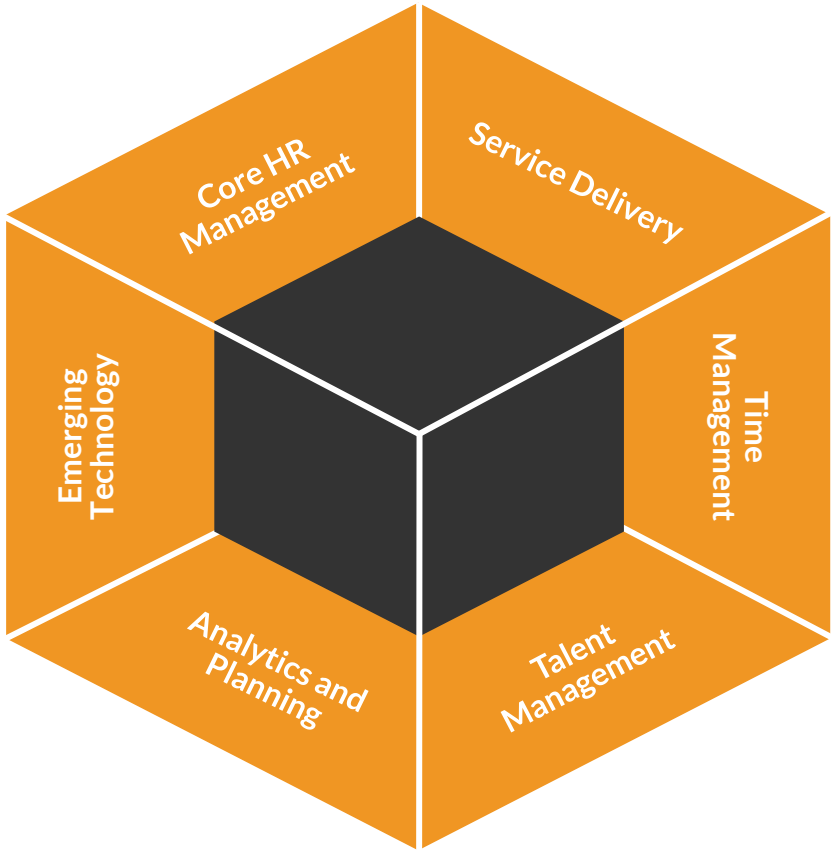 Core HR
Management
Service Delivery
Time
Management
Talent
Management
Analytics and
Planning
Emerging
Technology